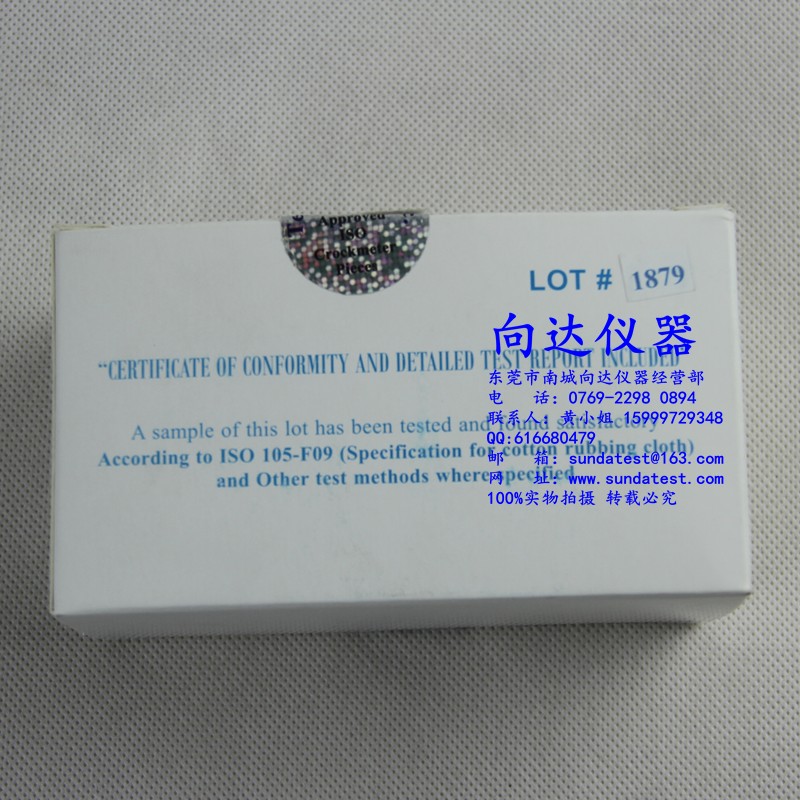 Approved
ISO
Crockmeter
Pieces
LOT # 1879
向达仪器
“CERTIFICATE OF CONFORMITY AND DETAILED TEST REPORT INCLUDED”
东莞市南城向达仪器经营部
电 话：0769-2298 0894
联系人：黄小姐 15999729348
A sample of this lot has been tested and found satisfactory
QQ:616680479
According to ISO 105-F09 (Specification for cotton rubbing cloth)
邮 箱：sundatest@163.com
and Other test methods where specified
网 址：www.sundatest.com
100%实物拍摄 转载必究